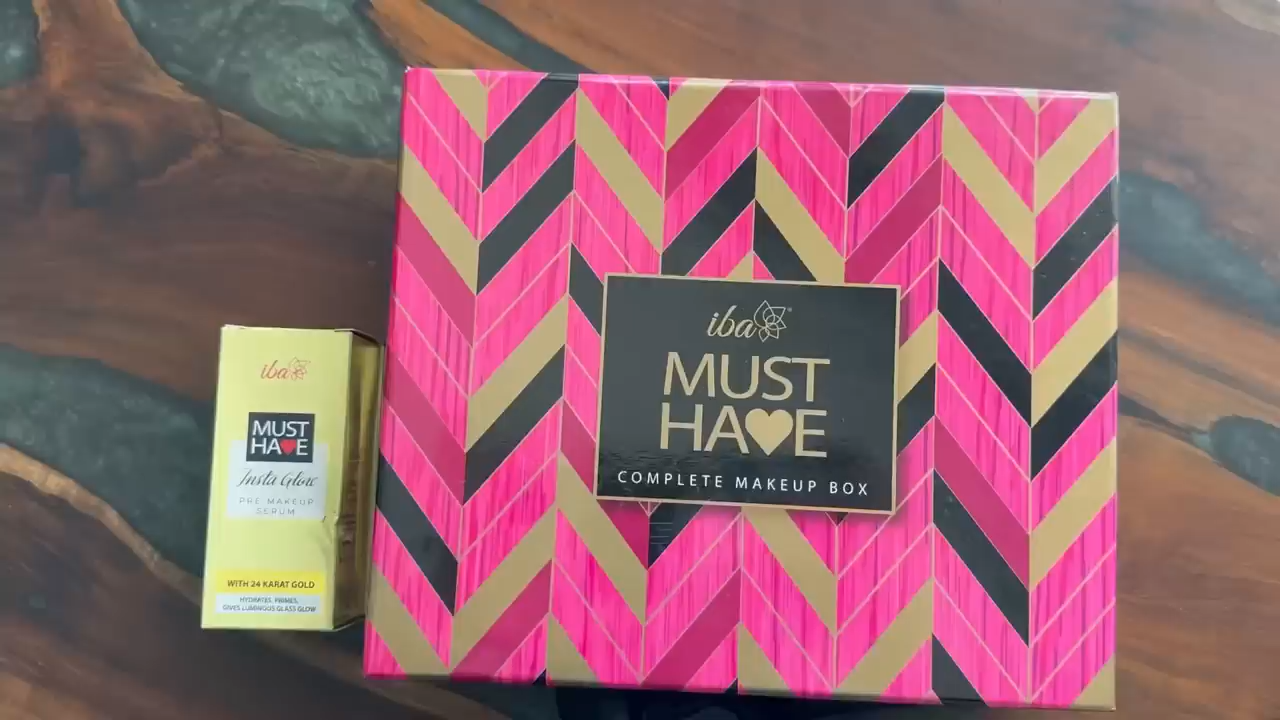 iba
MUST
HAVE
Insta Glow
PRE MAKEUP
SERUM
WITH 24 KARAT GOLD
HYDRATES, PRIMES,
GIVES LUMINOUS GLASS GLOW
iba®
MUST
HAVE
COMPLETE MAKEUP BOX